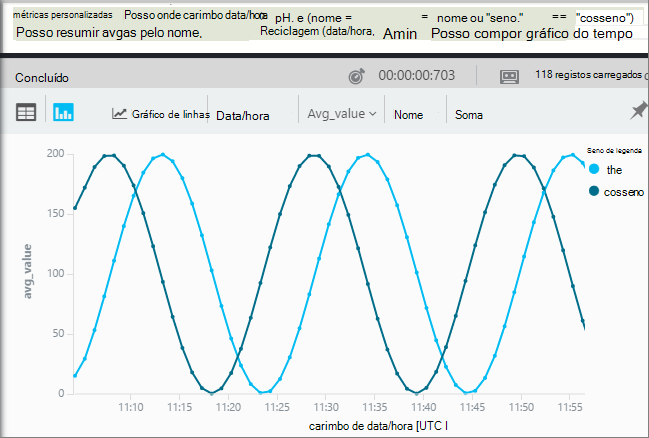 métricas personalizadas Posso onde carimbo data/hora pH. e (nome = = nome ou "seno." == "cosseno")
Posso resumir avgas pelo nome, Reciclagem (data/hora, Amin Posso compor gráfico do tempo
Concluído 00:00:00:703 118 registos carregados
Gráfico de linhas Data/hora Avg_value Nome Soma
Seno de legenda
the
cosseno
200
150
100
50
0
avg_value
11:10 11:15 11:20 11:25 11:30 11:35 11:40 11:45 11:50 11:55
carimbo de data/hora [UTC I